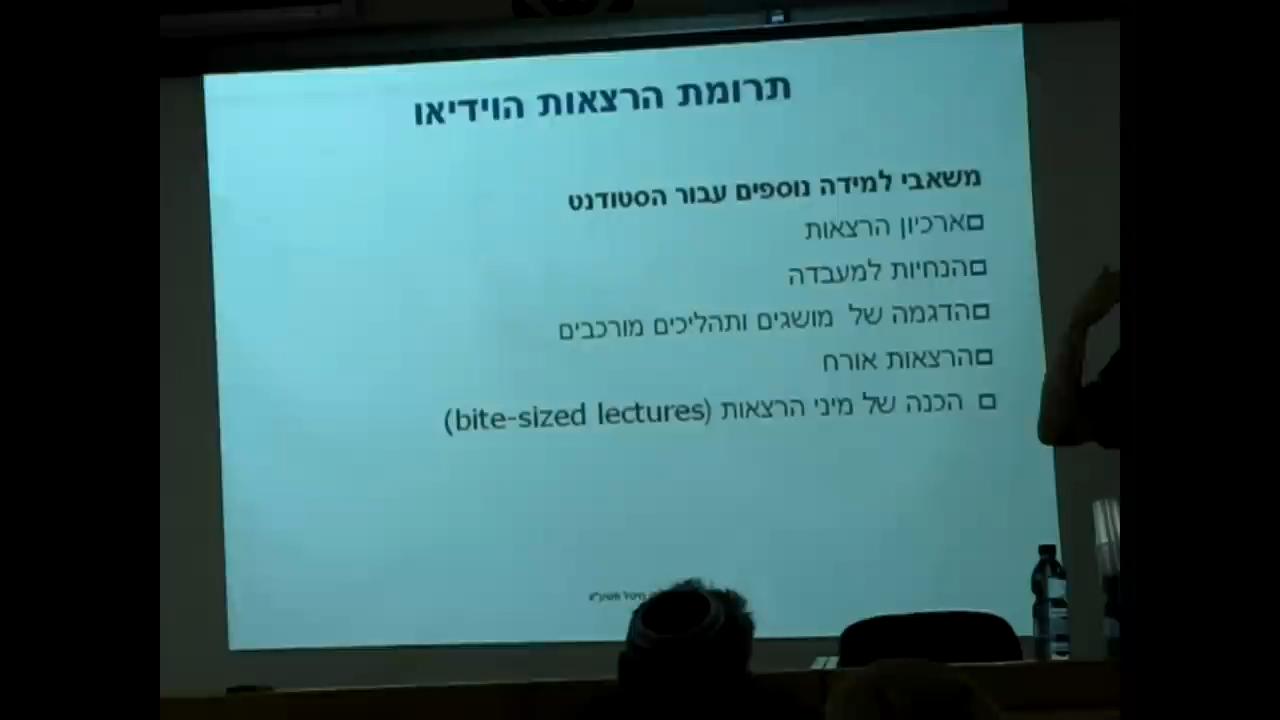 תרומת הרצאות הוידיאו
משאבי למידה נוספים עבור הסטודנט
ארכיון הרצאות
הנחיות למעבדה
הדגמה של מושגים ותהליכים מורכבים
הרצאות אורח
הכנה של מיני הרצאות (bite-sized lectures)